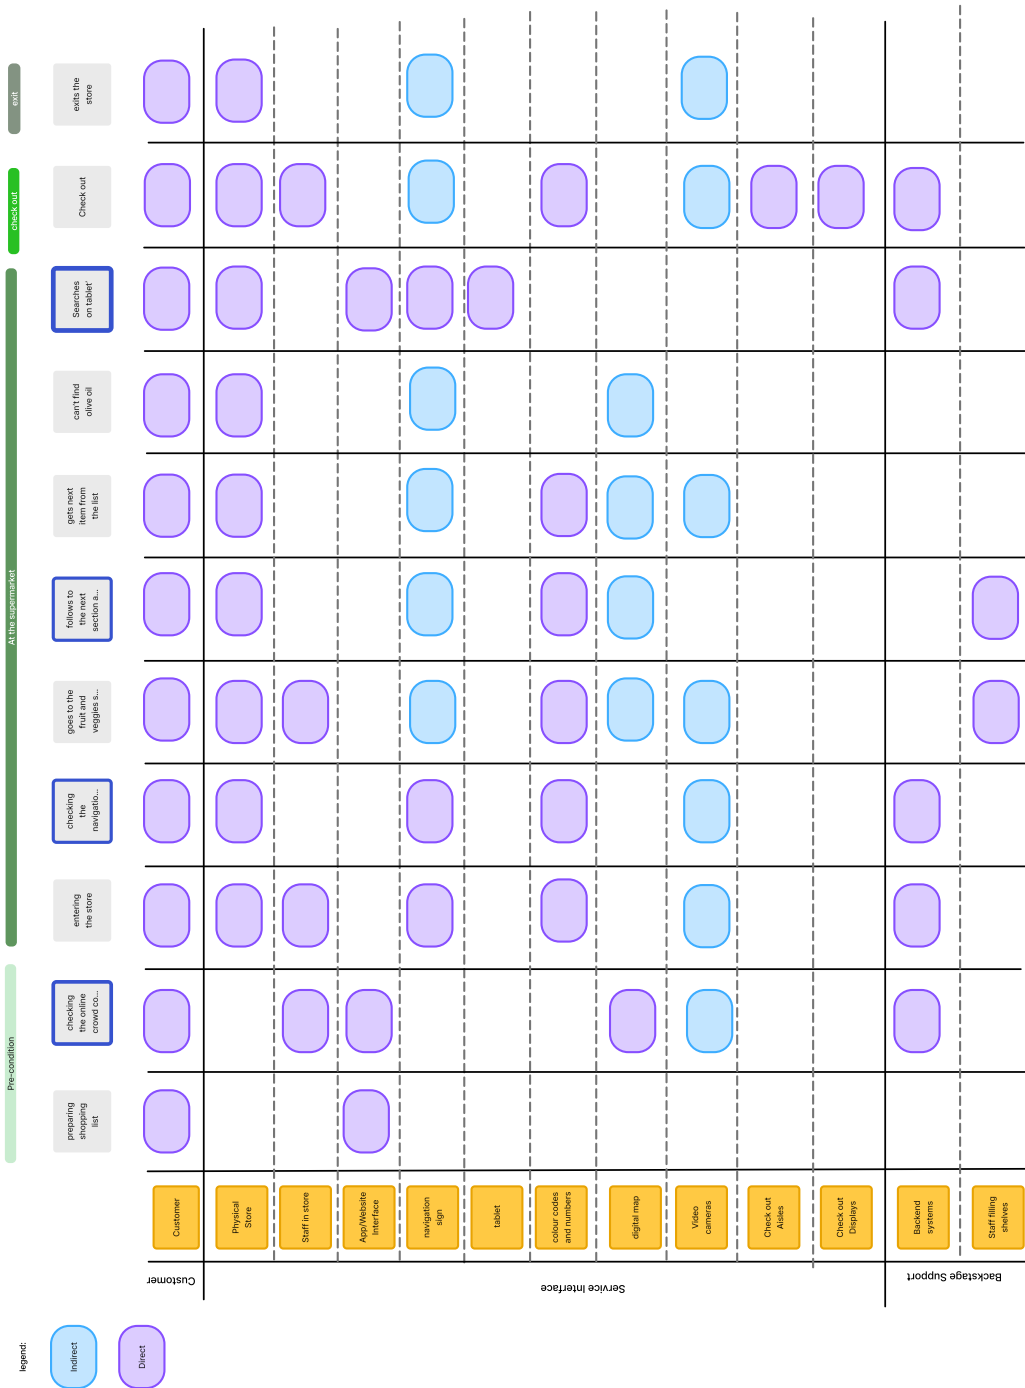 Pre-condition
At the supermarket
check out
exit
preparing
shopping
list
checking
the online
crowd co...
entering
the store
checking
the
navigatio...
goes to the
fruit and
veggies s...
follows to
the next
section a...
gets next
item from
the list
can't find
olive oil
Searches
on tablet'
Check out
exits the
store
Customer
Customer
Service Interface
Physical
Store
Staff in store
App/Website
Interface
navigation
sign
tablet
colour codes
and numbers
digital map
Video
cameras
Check out
Aisles
Check out
Displays
Backstage Support
Backend
systems
Staff filling
shelves
legend:
Indirect
Direct